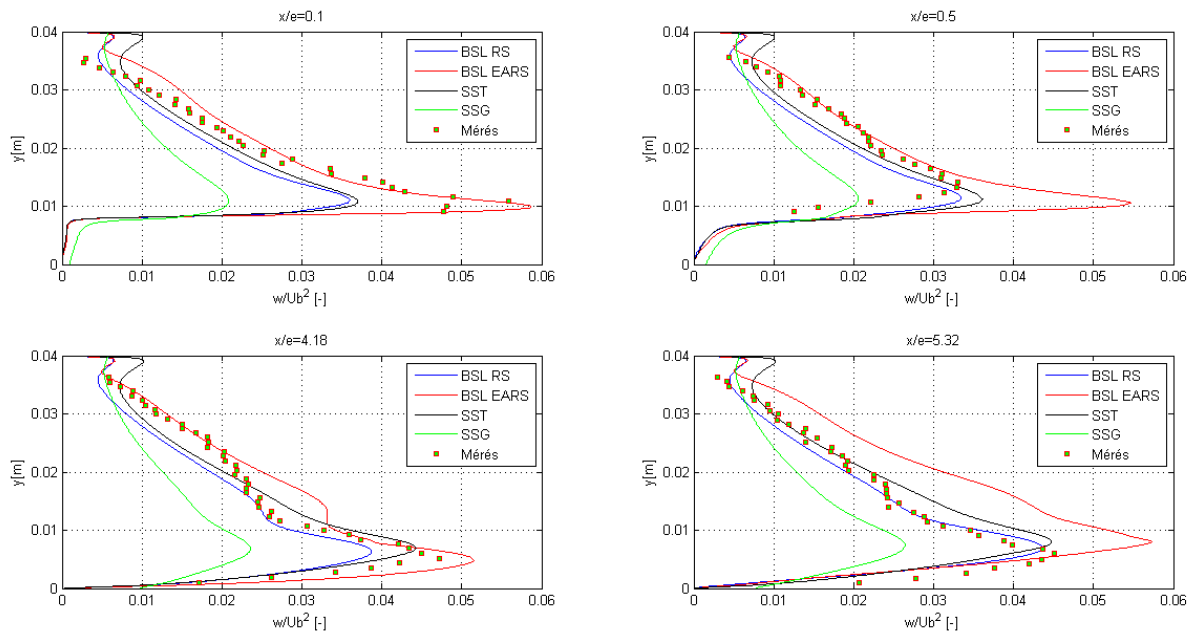 x/e=0.1
0.04
0.03
0.02
0.01
0
y[m]
0
0.01
0.02
0.03
0.04
0.05
0.06
w/Ub² [-]
BSL RS
BSL EARS
SST
SSG
Mérés
x/e=0.5
0.04
0.03
0.02
0.01
0
y[m]
0
0.01
0.02
0.03
0.04
0.05
0.06
w/Ub² [-]
BSL RS
BSL EARS
SST
SSG
Mérés
x/e=4.18
0.04
0.03
0.02
0.01
0
y[m]
0
0.01
0.02
0.03
0.04
0.05
0.06
w/Ub² [-]
BSL RS
BSL EARS
SST
SSG
Mérés
x/e=5.32
0.04
0.03
0.02
0.01
0
y[m]
0
0.01
0.02
0.03
0.04
0.05
0.06
w/Ub² [-]
BSL RS
BSL EARS
SST
SSG
Mérés